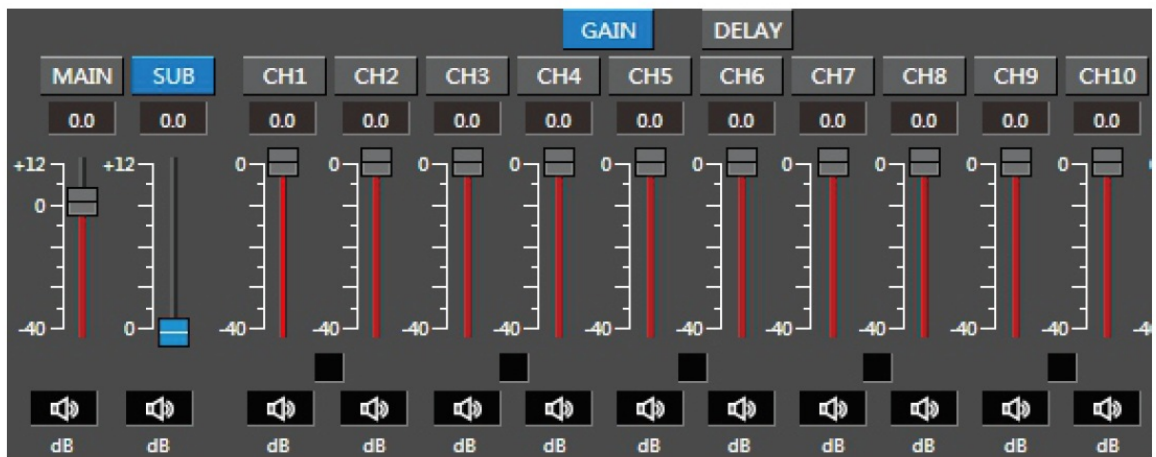 GAIN DELAY
MAIN SUB CH1 CH2 CH3 CH4 CH5 CH6 CH7 CH8 CH9 CH10
0.0 0.0 0.0 0.0 0.0 0.0 0.0 0.0 0.0 0.0 0.0 0.0
+12 +12 0 0 0 0 0 0 0 0 0 0
0
-40 0 -40 -40 -40 -40 -40 -40 -40 -40 -40 -40
dB dB dB dB dB dB dB dB dB dB dB dB